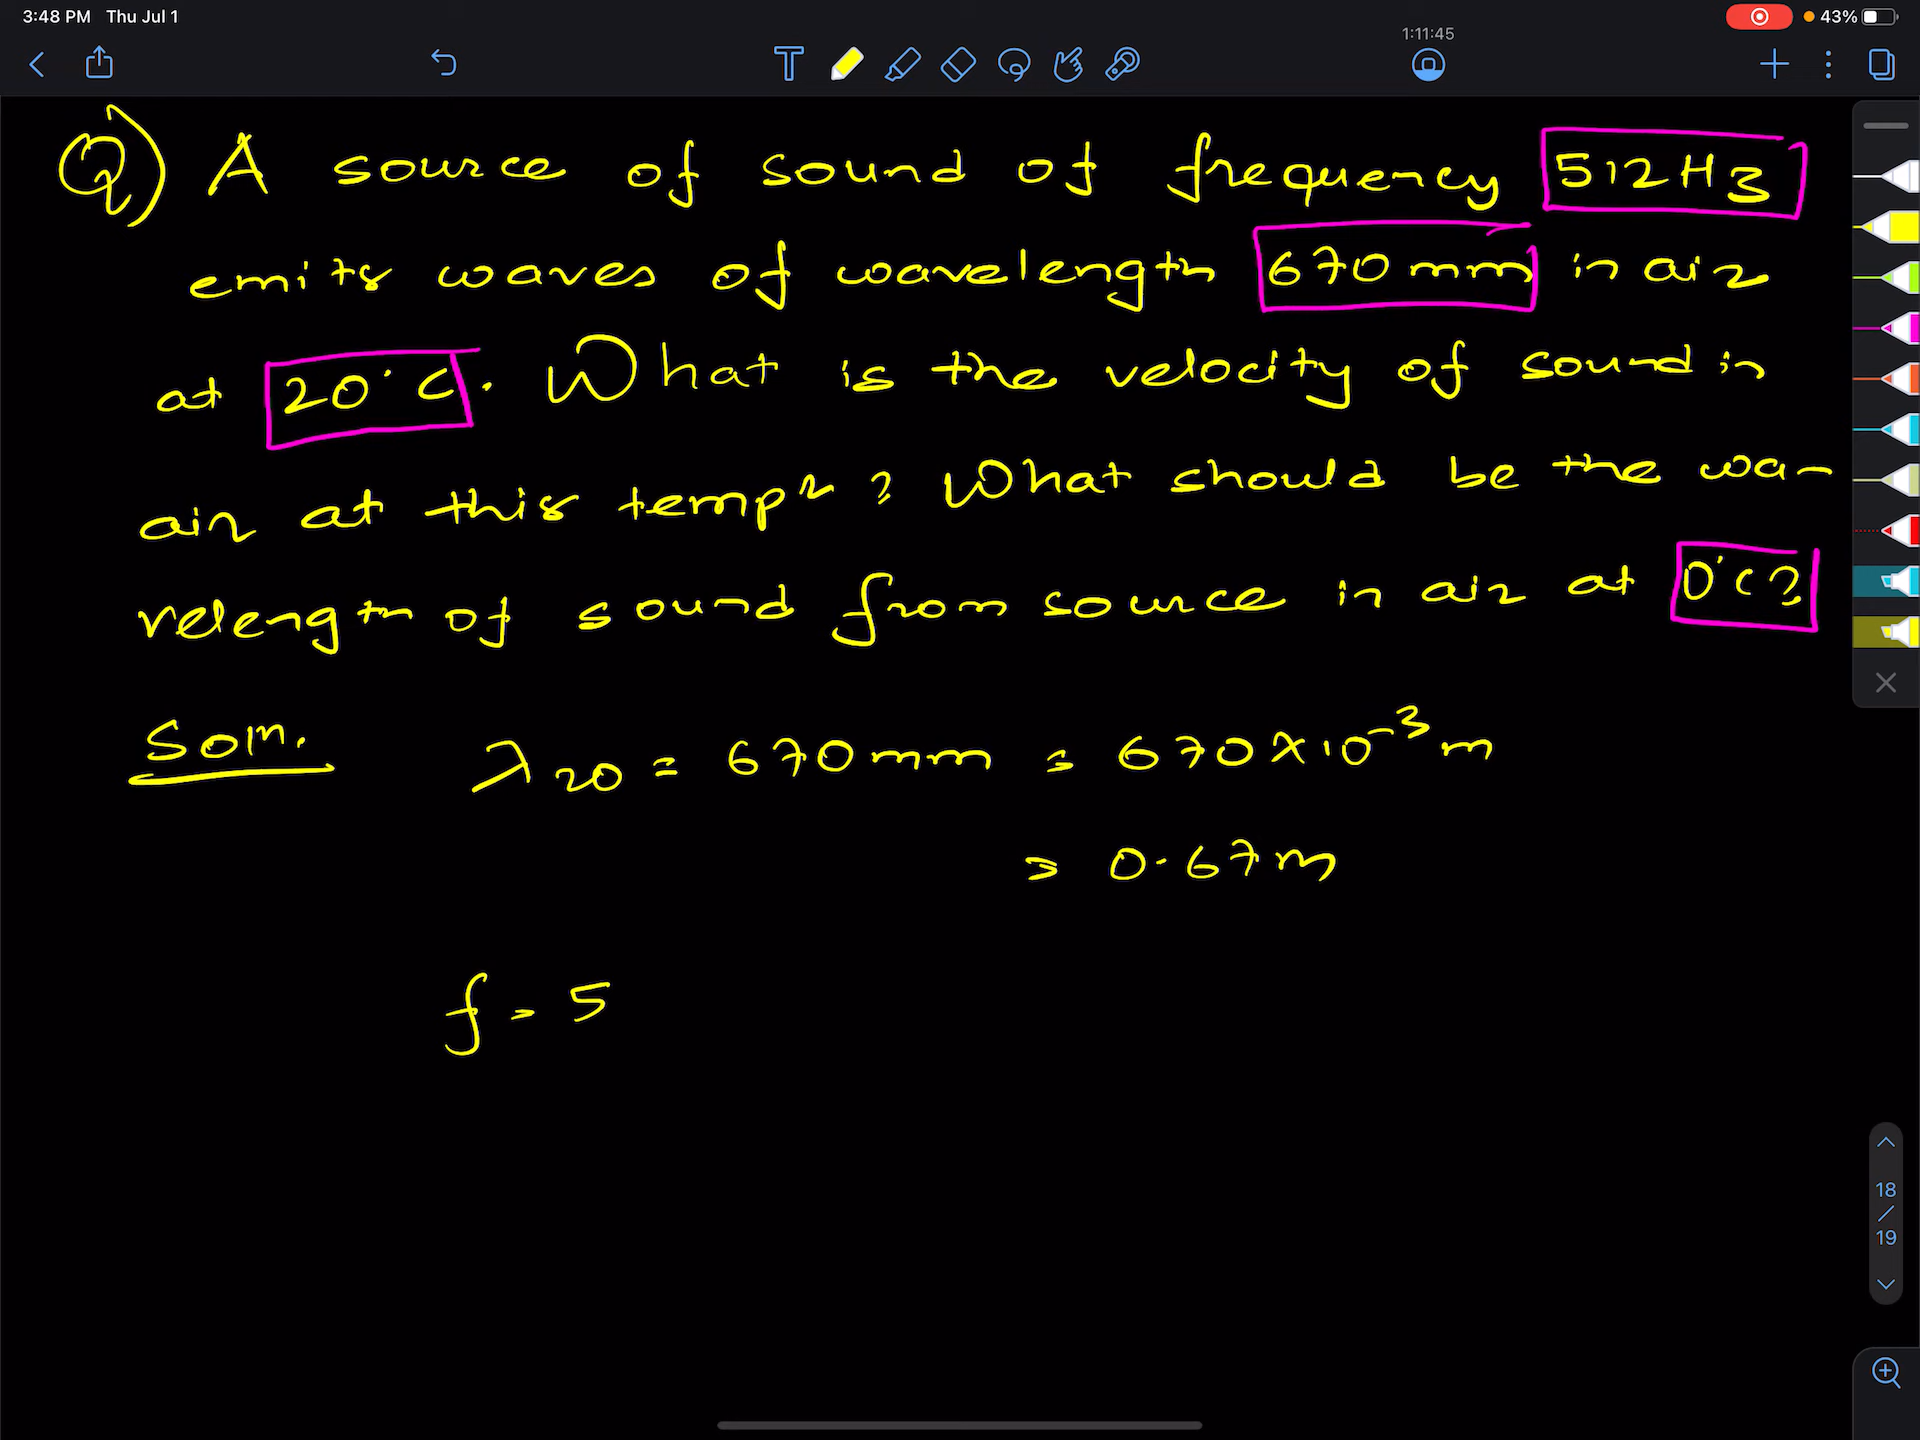 3:48 PM Thu Jul 1
43%
1:11:45
Q) A source of sound of frequency 512Hz
emits waves of wavelength 670 mm in air
at 20°C. What is the velocity of sound in
air at this tempr? What should be the wa-
velength of sound from source in air at 0°C?
Soln. λ20 = 670mm = 670×10⁻³m
= 0.67m
f = 5
18
/
19